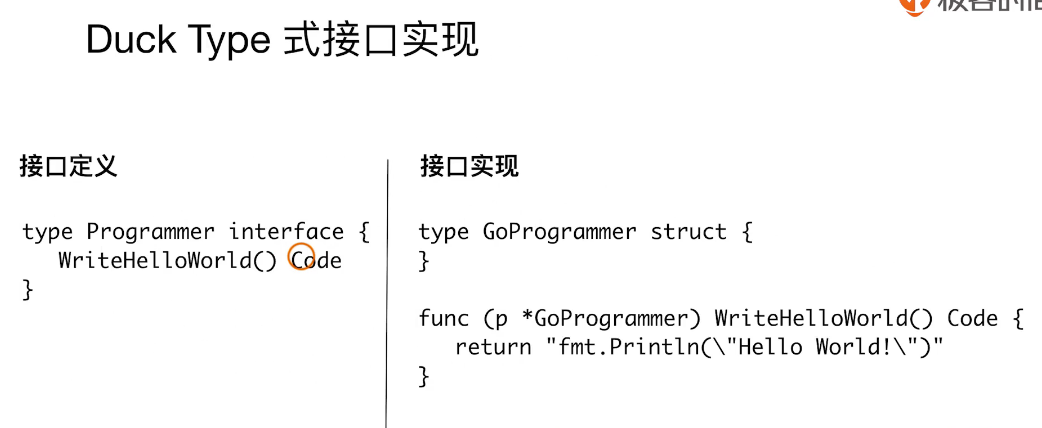 Duck Type 式接口实现
接口定义
type Programmer interface {
WriteHelloWorld() Code
}
接口实现
type GoProgrammer struct {
}
func (p *GoProgrammer) WriteHelloWorld() Code {
return "fmt.Println(\"Hello World!\")"
}